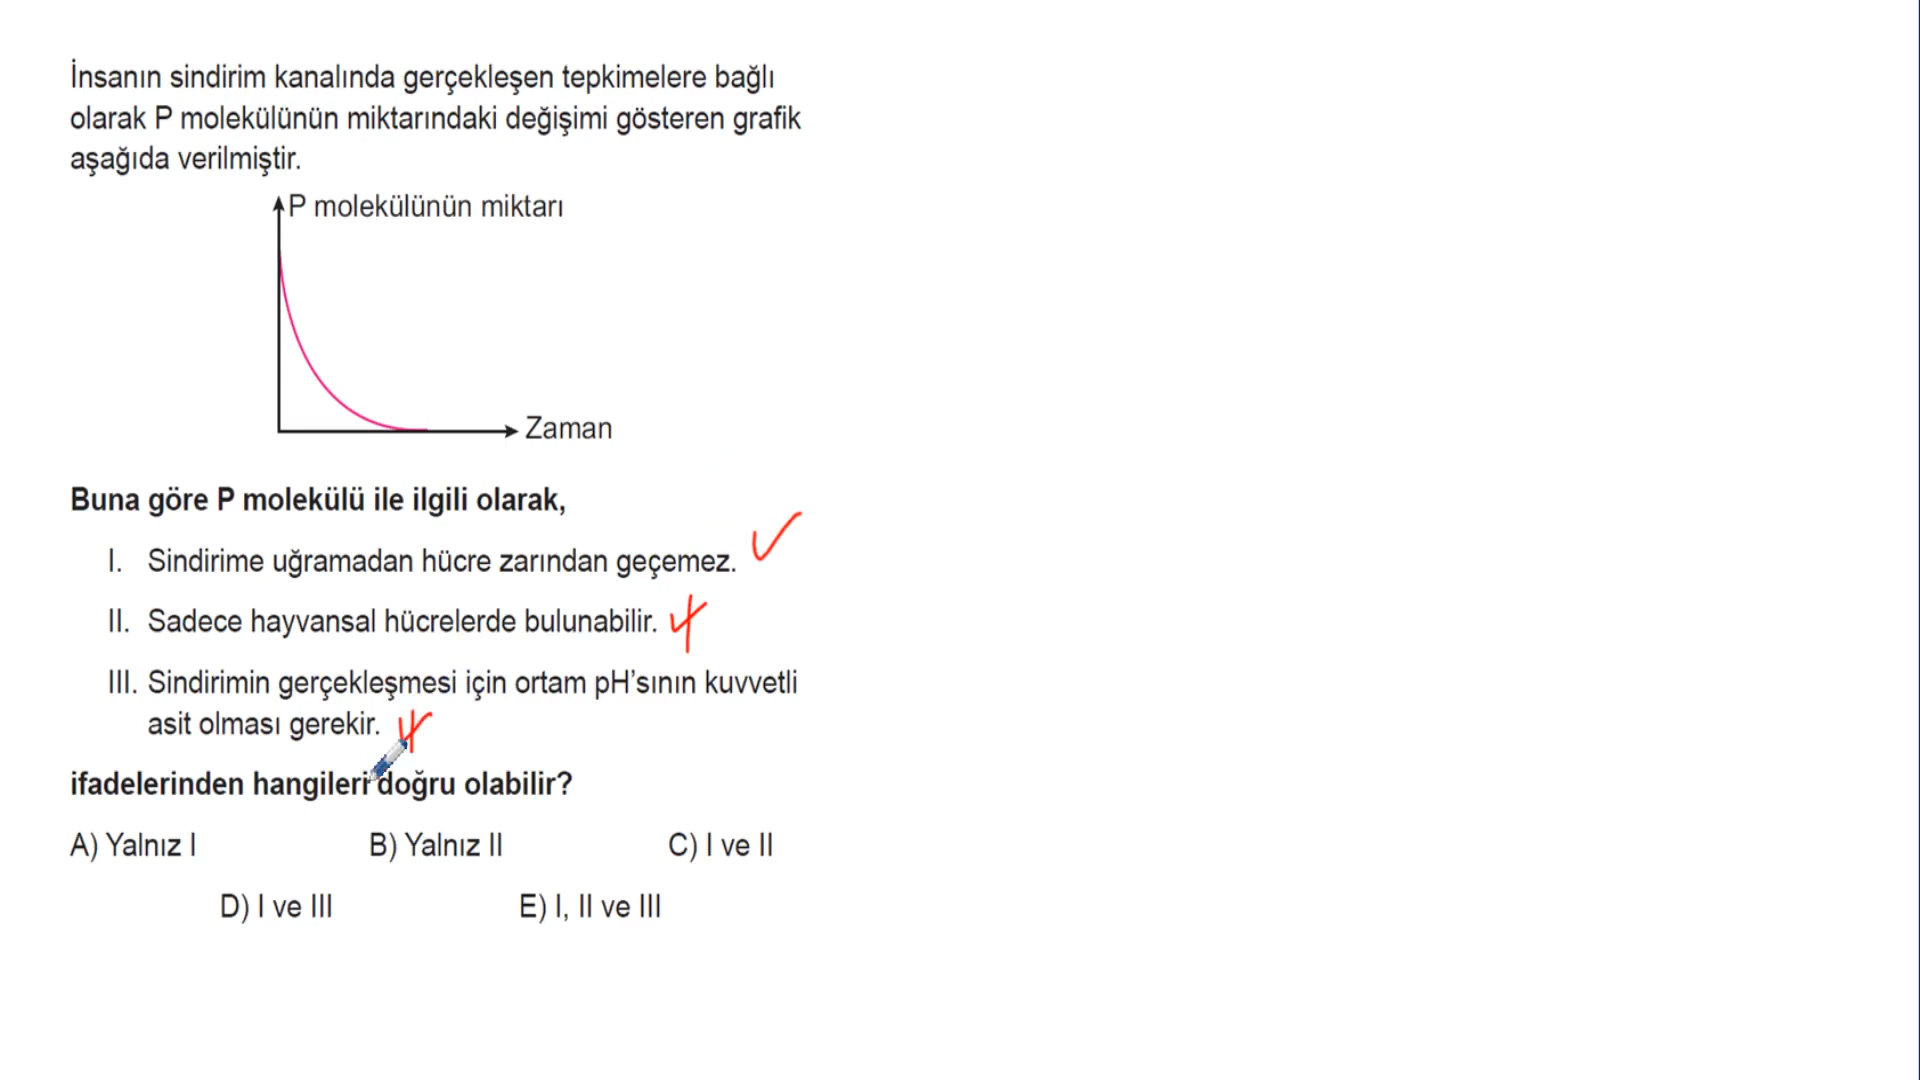 İnsanın sindirim kanalında gerçekleşen tepkimelere bağlı
olarak P molekülünün miktarındaki değişimi gösteren grafik
aşağıda verilmiştir.
P molekülünün miktarı
Zaman
Buna göre P molekülü ile ilgili olarak,
I. Sindirime uğramadan hücre zarından geçemez.
II. Sadece hayvansal hücrelerde bulunabilir.
III. Sindirimin gerçekleşmesi için ortam pH’sının kuvvetli
asit olması gerekir.
ifadelerinden hangileri doğru olabilir?
A) Yalnız I B) Yalnız II C) I ve II
D) I ve III E) I, II ve III